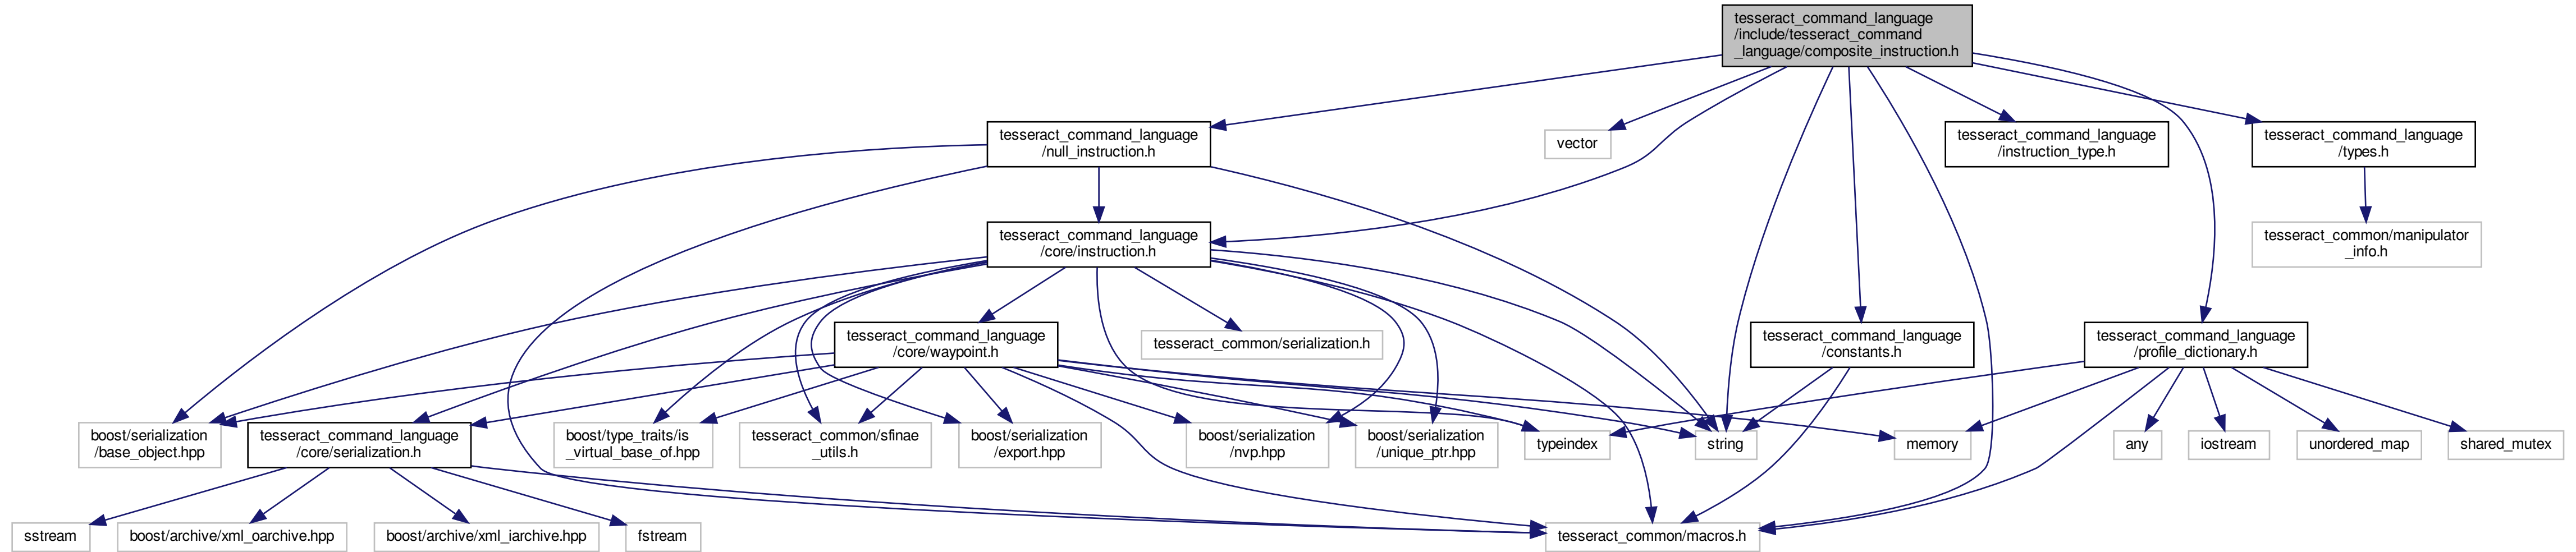 tesseract_command_language
/include/tesseract_command
_language/composite_instruction.h
tesseract_command_language
/null_instruction.h
vector
tesseract_command_language
/instruction_type.h
tesseract_command_language
/types.h
tesseract_command_language
/core/instruction.h
tesseract_common/manipulator
_info.h
tesseract_command_language
/core/waypoint.h
tesseract_common/serialization.h
tesseract_command_language
/constants.h
tesseract_command_language
/profile_dictionary.h
boost/serialization
/base_object.hpp
tesseract_command_language
/core/serialization.h
boost/type_traits/is
_virtual_base_of.hpp
tesseract_common/sfinae
_utils.h
boost/serialization
/export.hpp
boost/serialization
/nvp.hpp
boost/serialization
/unique_ptr.hpp
typeindex
string
memory
any
iostream
unordered_map
shared_mutex
sstream
boost/archive/xml_oarchive.hpp
boost/archive/xml_iarchive.hpp
fstream
tesseract_common/macros.h